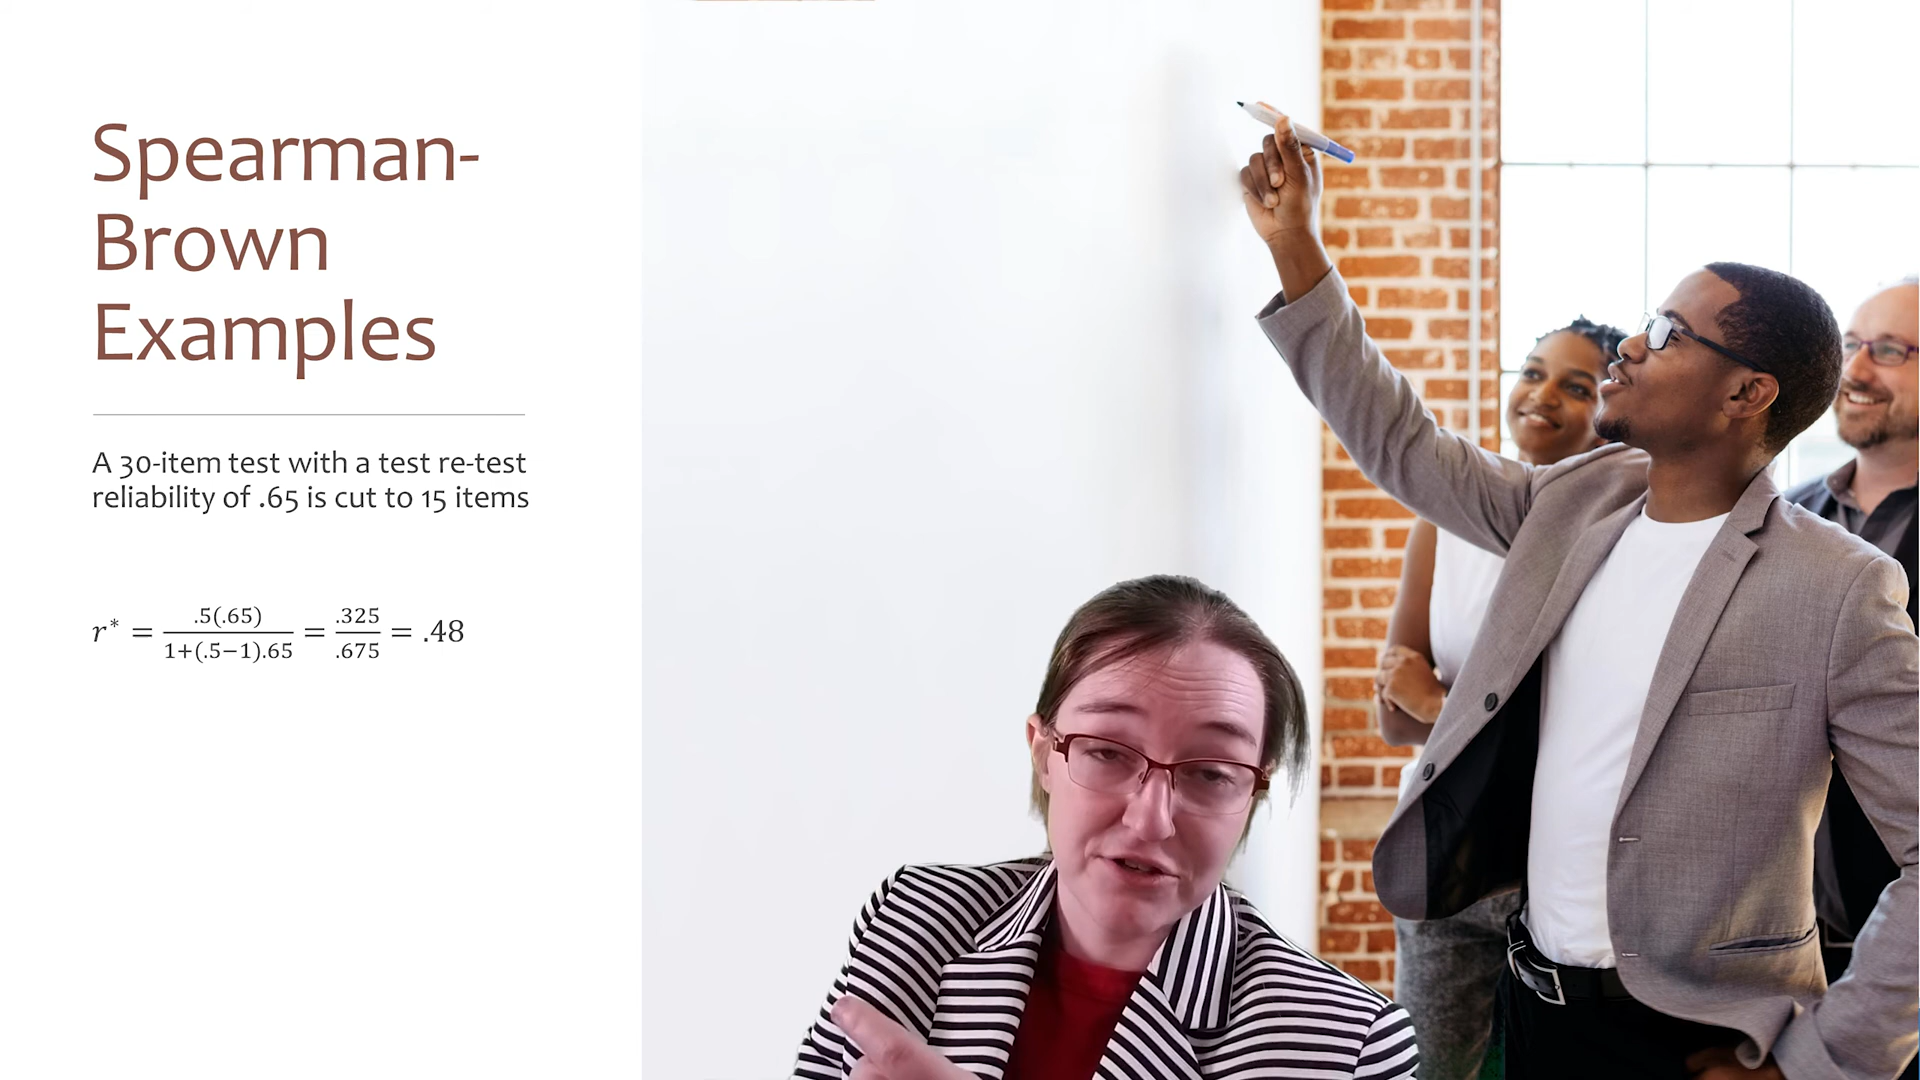 Spearman-
Brown
Examples
A 30-item test with a test re-test
reliability of .65 is cut to 15 items
r* = .5(.65) / 1+(.5−1).65 = .325 / .675 = .48